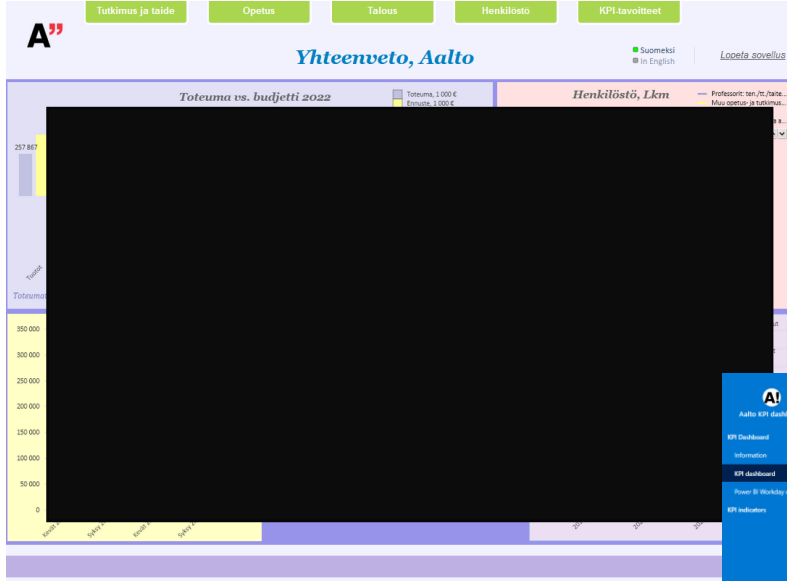 Tutkimus ja taide
Opetus
Talous
Henkilöstö
KPI-tavoitteet
A”
Yhteenveto, Aalto
Suomeksi
In English
Lopeta sovellus
Toteuma vs. budjetti 2022
Toteuma, 1 000 €
Ennuste, 1 000 €
Henkilöstö, Lkm
Professorit: ten./tt./taite...
Muu opetus- ja tutkimus...
257 867
Tuotot
350 000
300 000
250 000
200 000
150 000
100 000
50 000
0
A!
KPI Dashboard
Information
KPI dashboard
Power BI Workday
KPI indicators